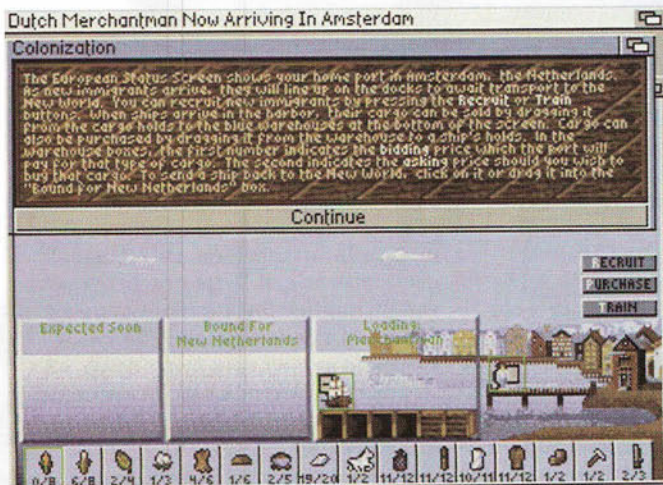 Dutch Merchantman Now Arriving In Amsterdam
Colonization
The European Status Screen shows your home port in Amsterdam, the Netherlands.
As new immigrants arrive, they will line up on the docks to await transport to the
New World. You can recruit new immigrants by pressing the Recruit or Train
buttons. When ships arrive in the harbor, their cargo can be sold by dragging it
from the cargo holds to the blue warehouses at the bottom of the screen. Cargo can
also be purchased by dragging it from the warehouse to a ship's holds. In the
warehouse boxes, the first number indicates the bidding price which the port will
pay for that type of cargo. The second indicates the asking price should you wish to
buy that cargo. To send a ship back to the New World, click on it or drag it into the
"Bound For New Netherlands" box.
Continue
RECRUIT
PURCHASE
TRAIN
Expected Soon
Bound For
New Netherlands
Loading:
Merchantman
0/8 6/8 2/4 1/3 4/6 1/6 2/5 19/20 1/2 11/12 11/12 10/11 11/12 1/2 1/2 2/3